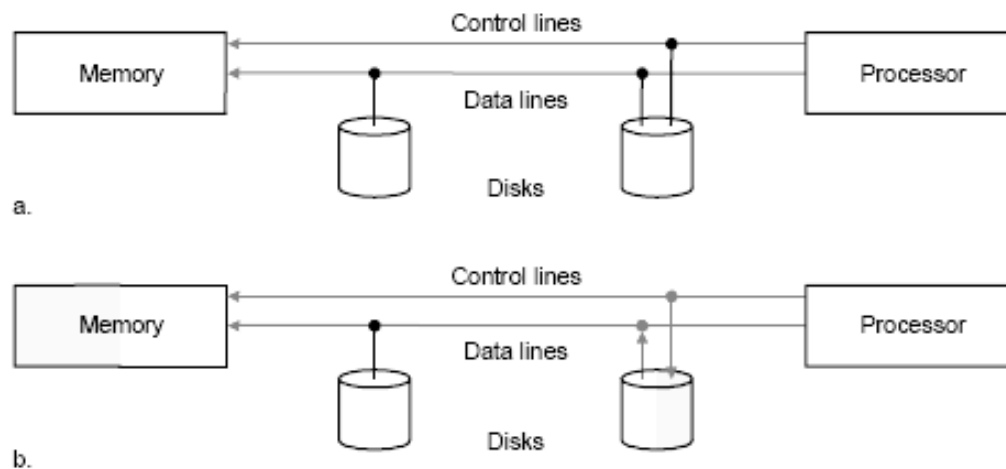 Control lines
Memory
Processor
Data lines
Disks
a.
Control lines
Memory
Processor
Data lines
Disks
b.